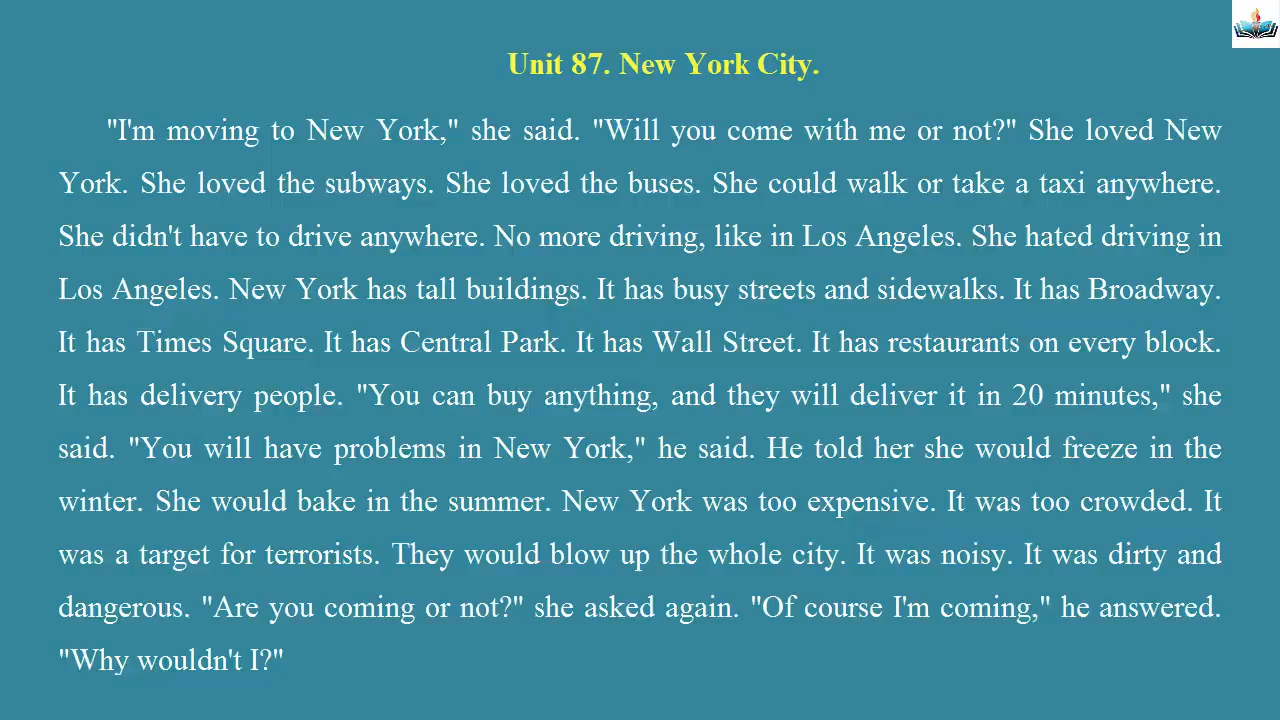 Unit 87. New York City.
"I'm moving to New York," she said. "Will you come with me or not?" She loved New
York. She loved the subways. She loved the buses. She could walk or take a taxi anywhere.
She didn't have to drive anywhere. No more driving, like in Los Angeles. She hated driving in
Los Angeles. New York has tall buildings. It has busy streets and sidewalks. It has Broadway.
It has Times Square. It has Central Park. It has Wall Street. It has restaurants on every block.
It has delivery people. "You can buy anything, and they will deliver it in 20 minutes," she
said. "You will have problems in New York," he said. He told her she would freeze in the
winter. She would bake in the summer. New York was too expensive. It was too crowded. It
was a target for terrorists. They would blow up the whole city. It was noisy. It was dirty and
dangerous. "Are you coming or not?" she asked again. "Of course I'm coming," he answered.
"Why wouldn't I?"